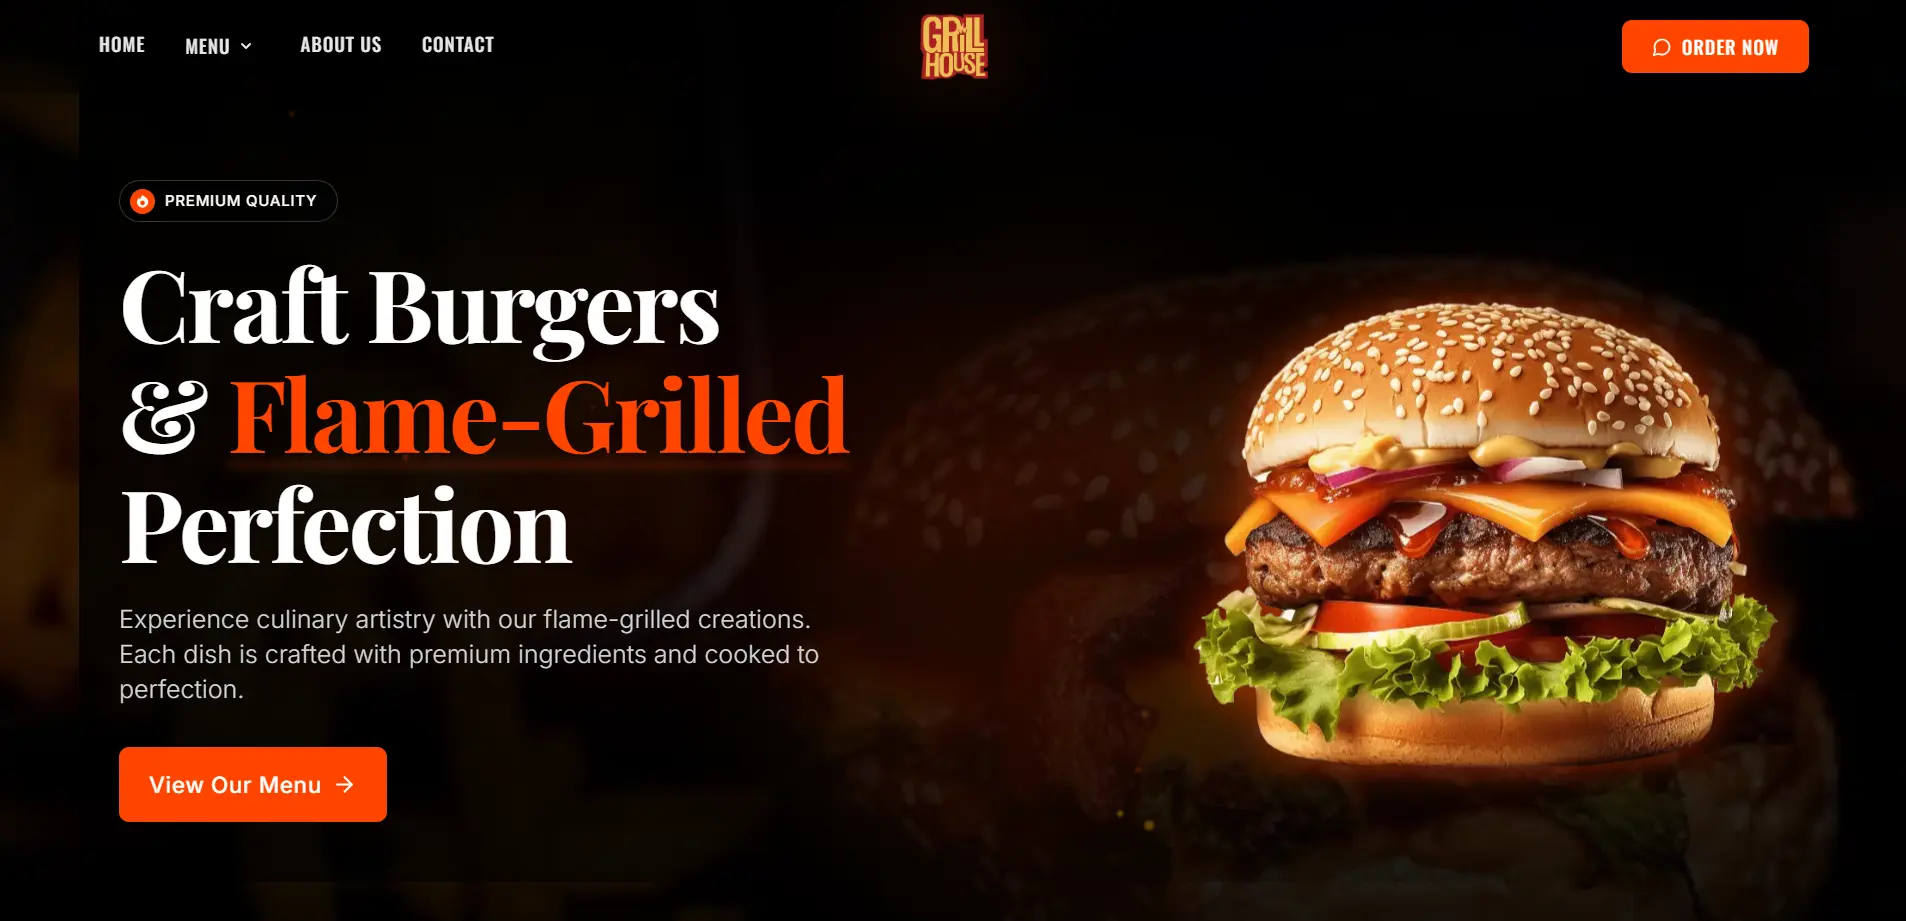 HOME
MENU
ABOUT US
CONTACT
GRILL
HOUSE
ORDER NOW
PREMIUM QUALITY
Craft Burgers
& Flame-Grilled
Perfection
Experience culinary artistry with our flame-grilled creations.
Each dish is crafted with premium ingredients and cooked to
perfection.
View Our Menu